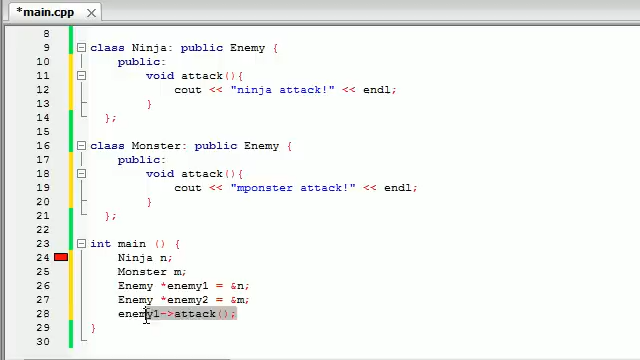 *main.cpp
8
9 class Ninja: public Enemy {
10 public:
11 void attack(){
12 cout << "ninja attack!" << endl;
13 }
14 };
15
16 class Monster: public Enemy {
17 public:
18 void attack(){
19 cout << "mponster attack!" << endl;
20 }
21 };
22
23 int main () {
24 Ninja n;
25 Monster m;
26 Enemy *enemy1 = &n;
27 Enemy *enemy2 = &m;
28 enemy1->attack();
29 }
30